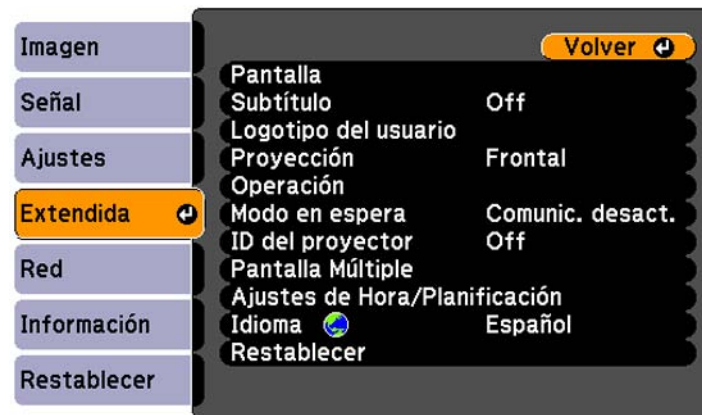 Imagen
Señal
Ajustes
Extendida
Red
Información
Restablecer
Volver
Pantalla
Subtítulo Off
Logotipo del usuario
Proyección Frontal
Operación
Modo en espera Comunic. desact.
ID del proyector Off
Pantalla Múltiple
Ajustes de Hora/Planificación
Idioma Español
Restablecer